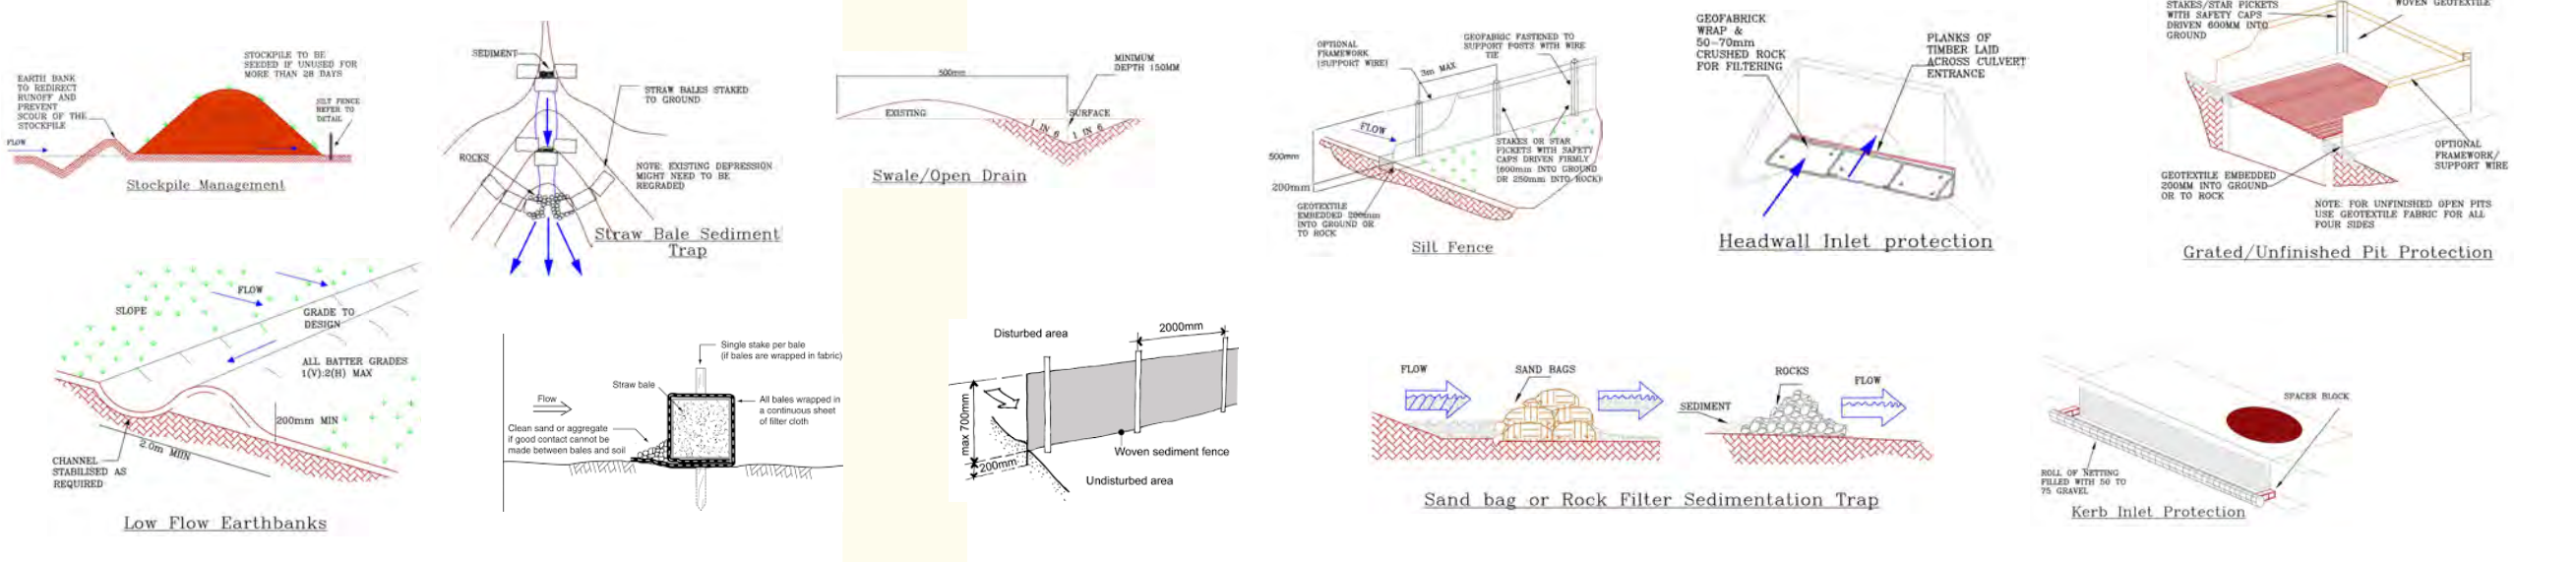 EARTH BANK
TO REDIRECT
RUNOFF AND
PREVENT
SCOUR OF THE
STOCKPILE
STOCKPILE TO BE
SEEDED IF UNUSED FOR
MORE THAN 28 DAYS
SILT FENCE
REFER TO
DETAIL
FLOW
Stockpile Management
SEDIMENT
STRAW BALES STAKED
TO GROUND
ROCKS
NOTE: EXISTING DEPRESSION
MIGHT NEED TO BE
REGRADED
Straw Bale Sediment
Trap
500mm
MINIMUM
DEPTH 150MM
EXISTING
SURFACE
1 IN 6
1 IN 6
Swale/Open Drain
OPTIONAL
FRAMEWORK
(SUPPORT WIRE)
GEOFABRIC FASTENED TO
SUPPORT POSTS WITH WIRE
TIE
3m MAX
FLOW
500mm
200mm
STAKES OR STAR
PICKETS WITH SAFETY
CAPS DRIVEN FIRMLY
(600mm INTO GROUND
OR 250mm INTO ROCK)
GEOTEXTILE
EMBEDDED 200mm
INTO GROUND OR
TO ROCK
Silt Fence
GEOFABRICK
WRAP &
50-70mm
CRUSHED ROCK
FOR FILTERING
PLANKS OF
TIMBER LAID
ACROSS CULVERT
ENTRANCE
Headwall Inlet protection
STAKES/STAR PICKETS
WITH SAFETY CAPS
DRIVEN 600MM INTO
GROUND
WOVEN GEOTEXTILE
OPTIONAL
FRAMEWORK/
SUPPORT WIRE
GEOTEXTILE EMBEDDED
200MM INTO GROUND
OR TO ROCK
NOTE: FOR UNFINISHED OPEN PITS
USE GEOTEXTILE FABRIC FOR ALL
FOUR SIDES
Grated/Unfinished Pit Protection
FLOW
SLOPE
GRADE TO
DESIGN
ALL BATTER GRADES
1(V):2(H) MAX
200mm MIN
2.0m MIIN
CHANNEL
STABILISED AS
REQUIRED
Low Flow Earthbanks
Single stake per bale
(if bales are wrapped in fabric)
Straw bale
Flow
All bales wrapped in
a continuous sheet
of filter cloth
Clean sand or aggregate
if good contact cannot be
made between bales and soil
Disturbed area
2000mm
max 700mm
200mm
Woven sediment fence
Undisturbed area
FLOW
SAND BAGS
ROCKS
FLOW
SEDIMENT
Sand bag or Rock Filter Sedimentation Trap
SPACER BLOCK
ROLL OF NETTING
FILLED WITH 50 TO
75 GRAVEL
Kerb Inlet Protection